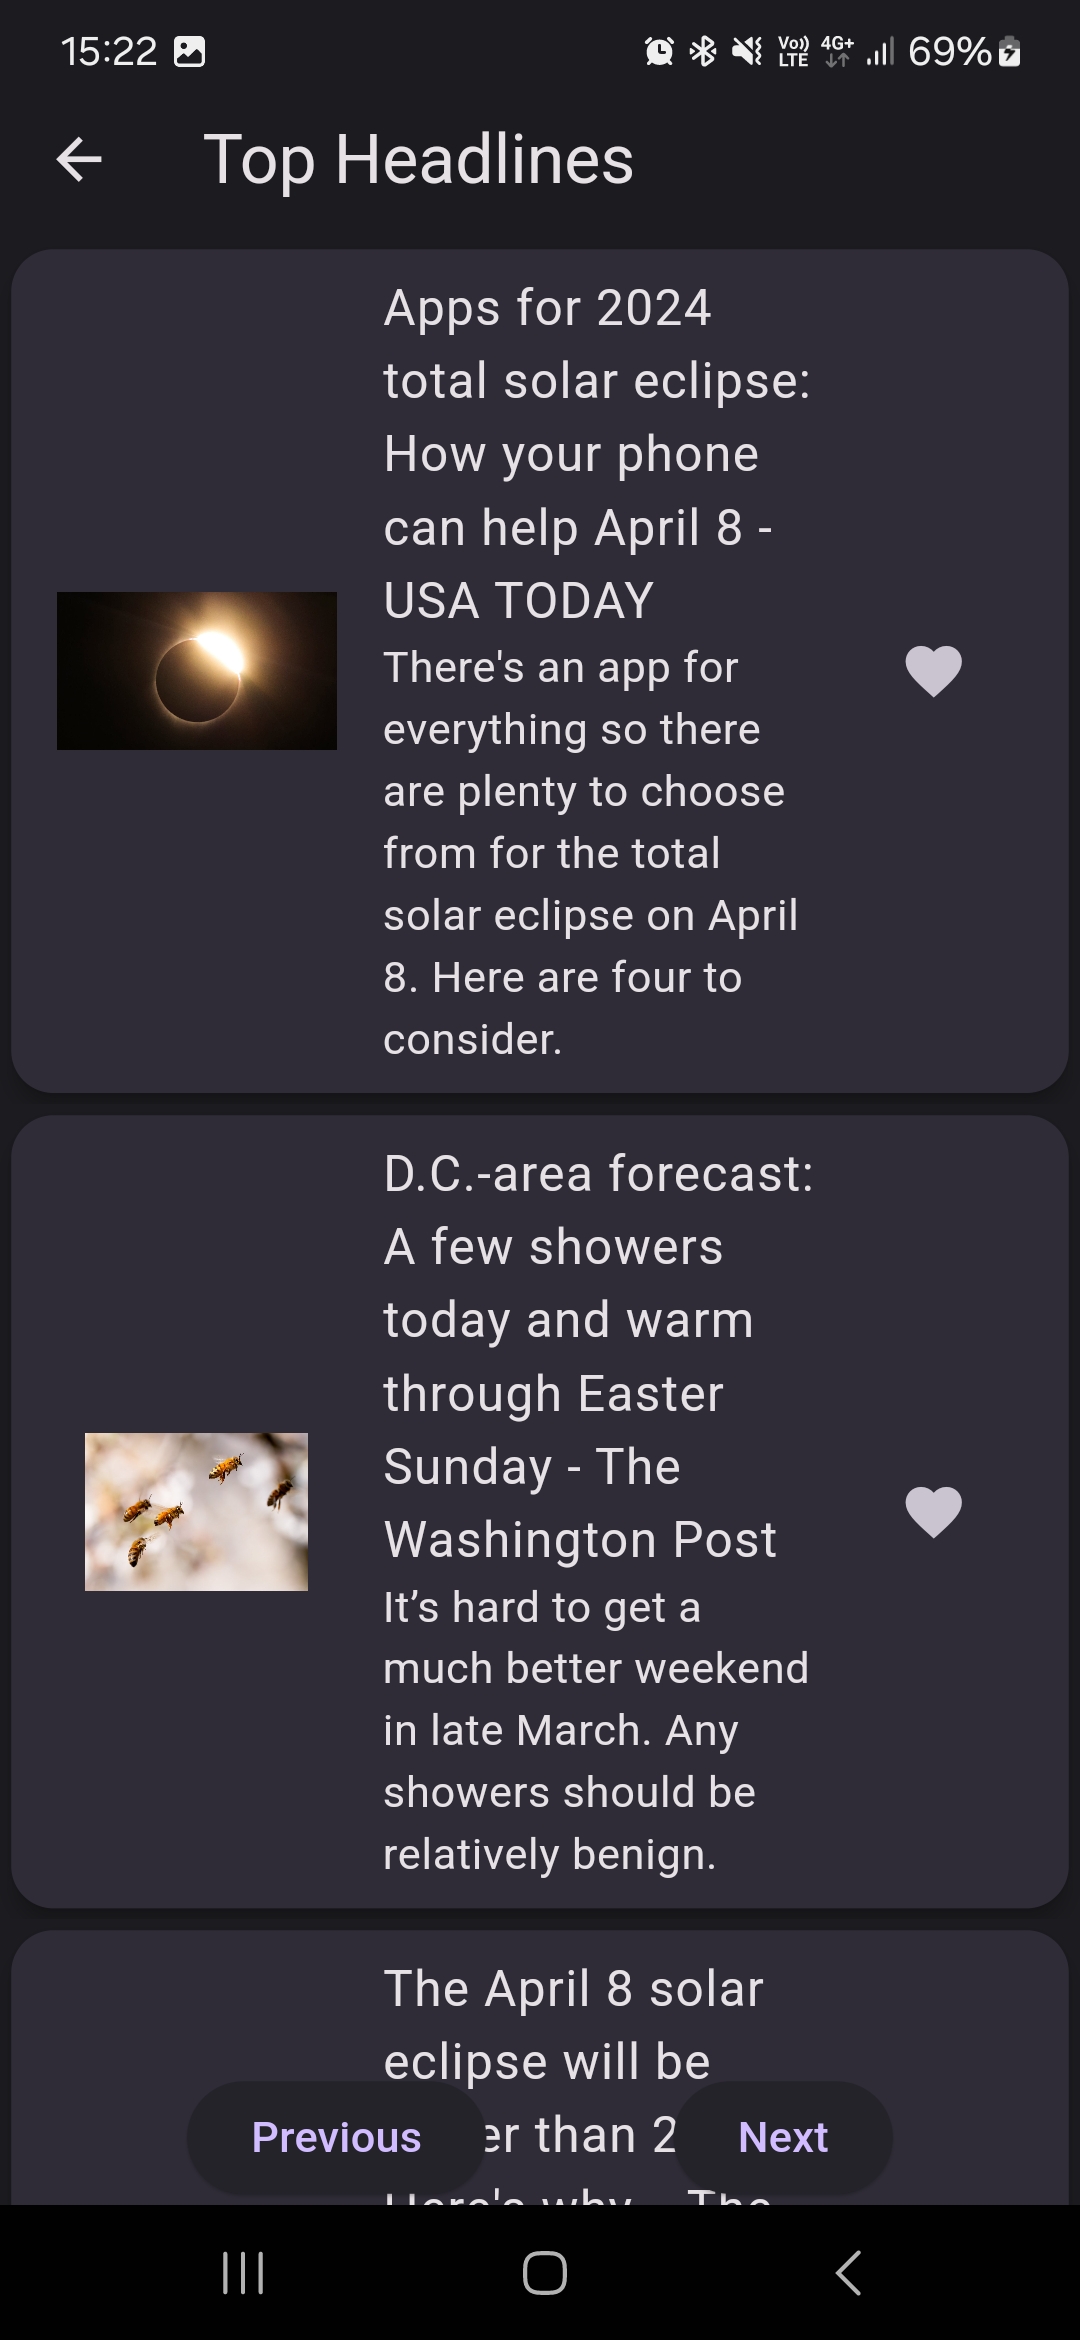 15:22
Vo)) LTE
4G+
69%
Top Headlines
Apps for 2024
total solar eclipse:
How your phone
can help April 8 -
USA TODAY
There's an app for
everything so there
are plenty to choose
from for the total
solar eclipse on April
8. Here are four to
consider.
D.C.-area forecast:
A few showers
today and warm
through Easter
Sunday - The
Washington Post
It’s hard to get a
much better weekend
in late March. Any
showers should be
relatively benign.
The April 8 solar
eclipse will be
than
Previous
Next
Here's why
The